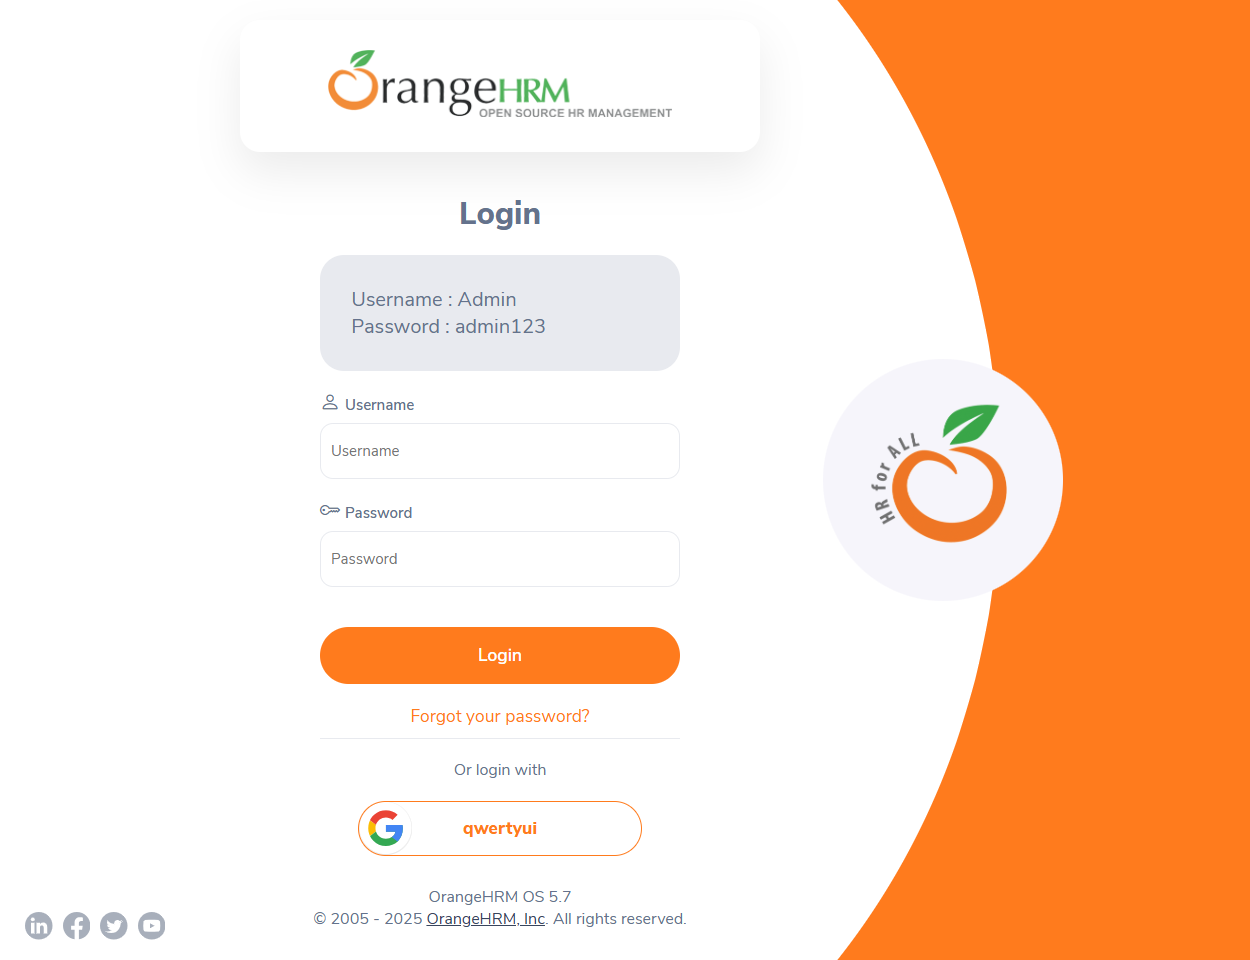 OrangeHRM
OPEN SOURCE HR MANAGEMENT
Login
Username : Admin
Password : admin123
Username
Username
Password
Password
Login
Forgot your password?
Or login with
qwertyui
OrangeHRM OS 5.7
© 2005 - 2025 OrangeHRM, Inc. All rights reserved.
HR for ALL